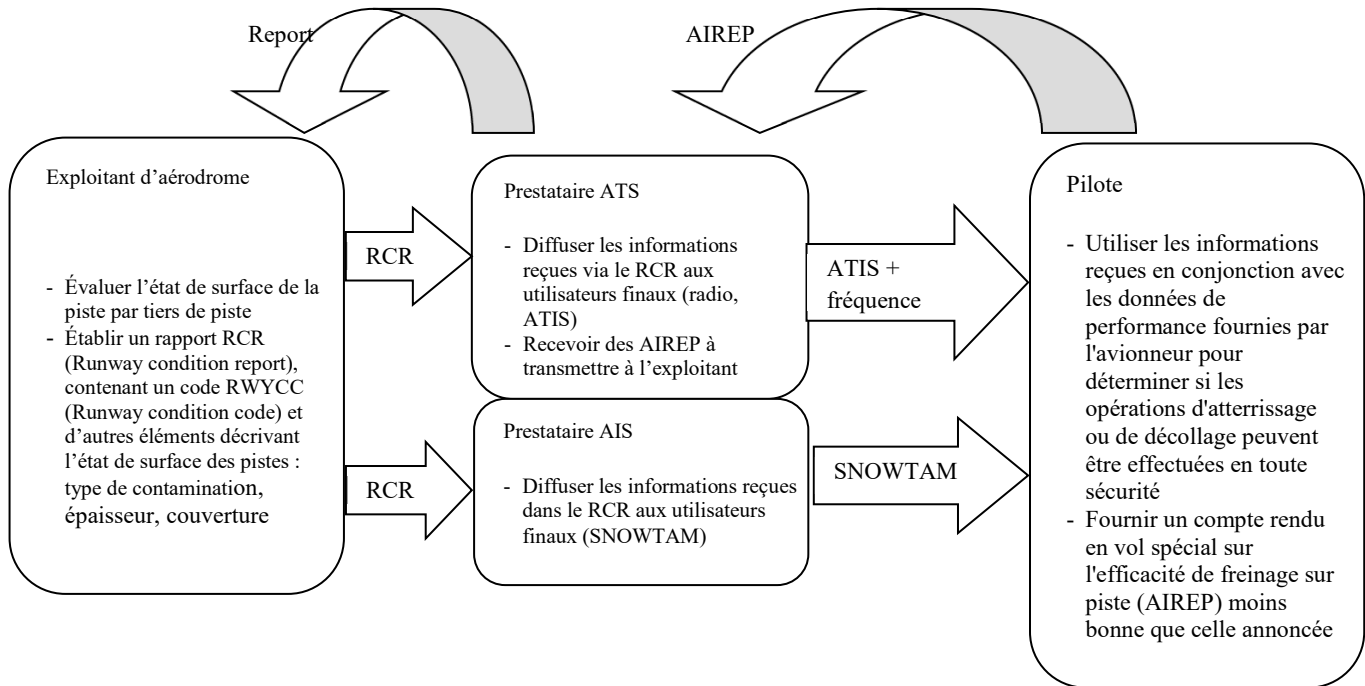 Report
AIREP
Exploitant d’aérodrome
- Évaluer l’état de surface de la
piste par tiers de piste
- Établir un rapport RCR
(Runway condition report),
contenant un code RWYCC
(Runway condition code) et
d’autres éléments décrivant
l’état de surface des pistes :
type de contamination,
épaisseur, couverture
RCR
RCR
Prestataire ATS
- Diffuser les informations
reçues via le RCR aux
utilisateurs finaux (radio,
ATIS)
- Recevoir des AIREP à
transmettre à l’exploitant
Prestataire AIS
- Diffuser les informations reçues
dans le RCR aux utilisateurs
finaux (SNOWTAM)
ATIS +
fréquence
SNOWTAM
Pilote
- Utiliser les informations
reçues en conjonction avec
les données de
performance fournies par
l'avionneur pour
déterminer si les
opérations d'atterrissage
ou de décollage peuvent
être effectuées en toute
sécurité
- Fournir un compte rendu
en vol spécial sur
l'efficacité de freinage sur
piste (AIREP) moins
bonne que celle annoncée